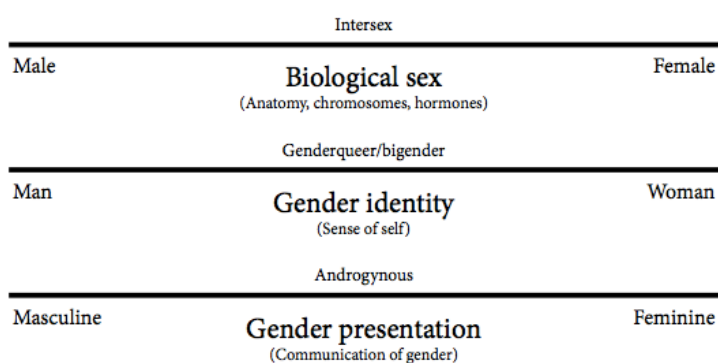 Intersex
Male
Female
Biological sex
(Anatomy, chromosomes, hormones)
Genderqueer/bigender
Man
Woman
Gender identity
(Sense of self)
Androgynous
Masculine
Feminine
Gender presentation
(Communication of gender)